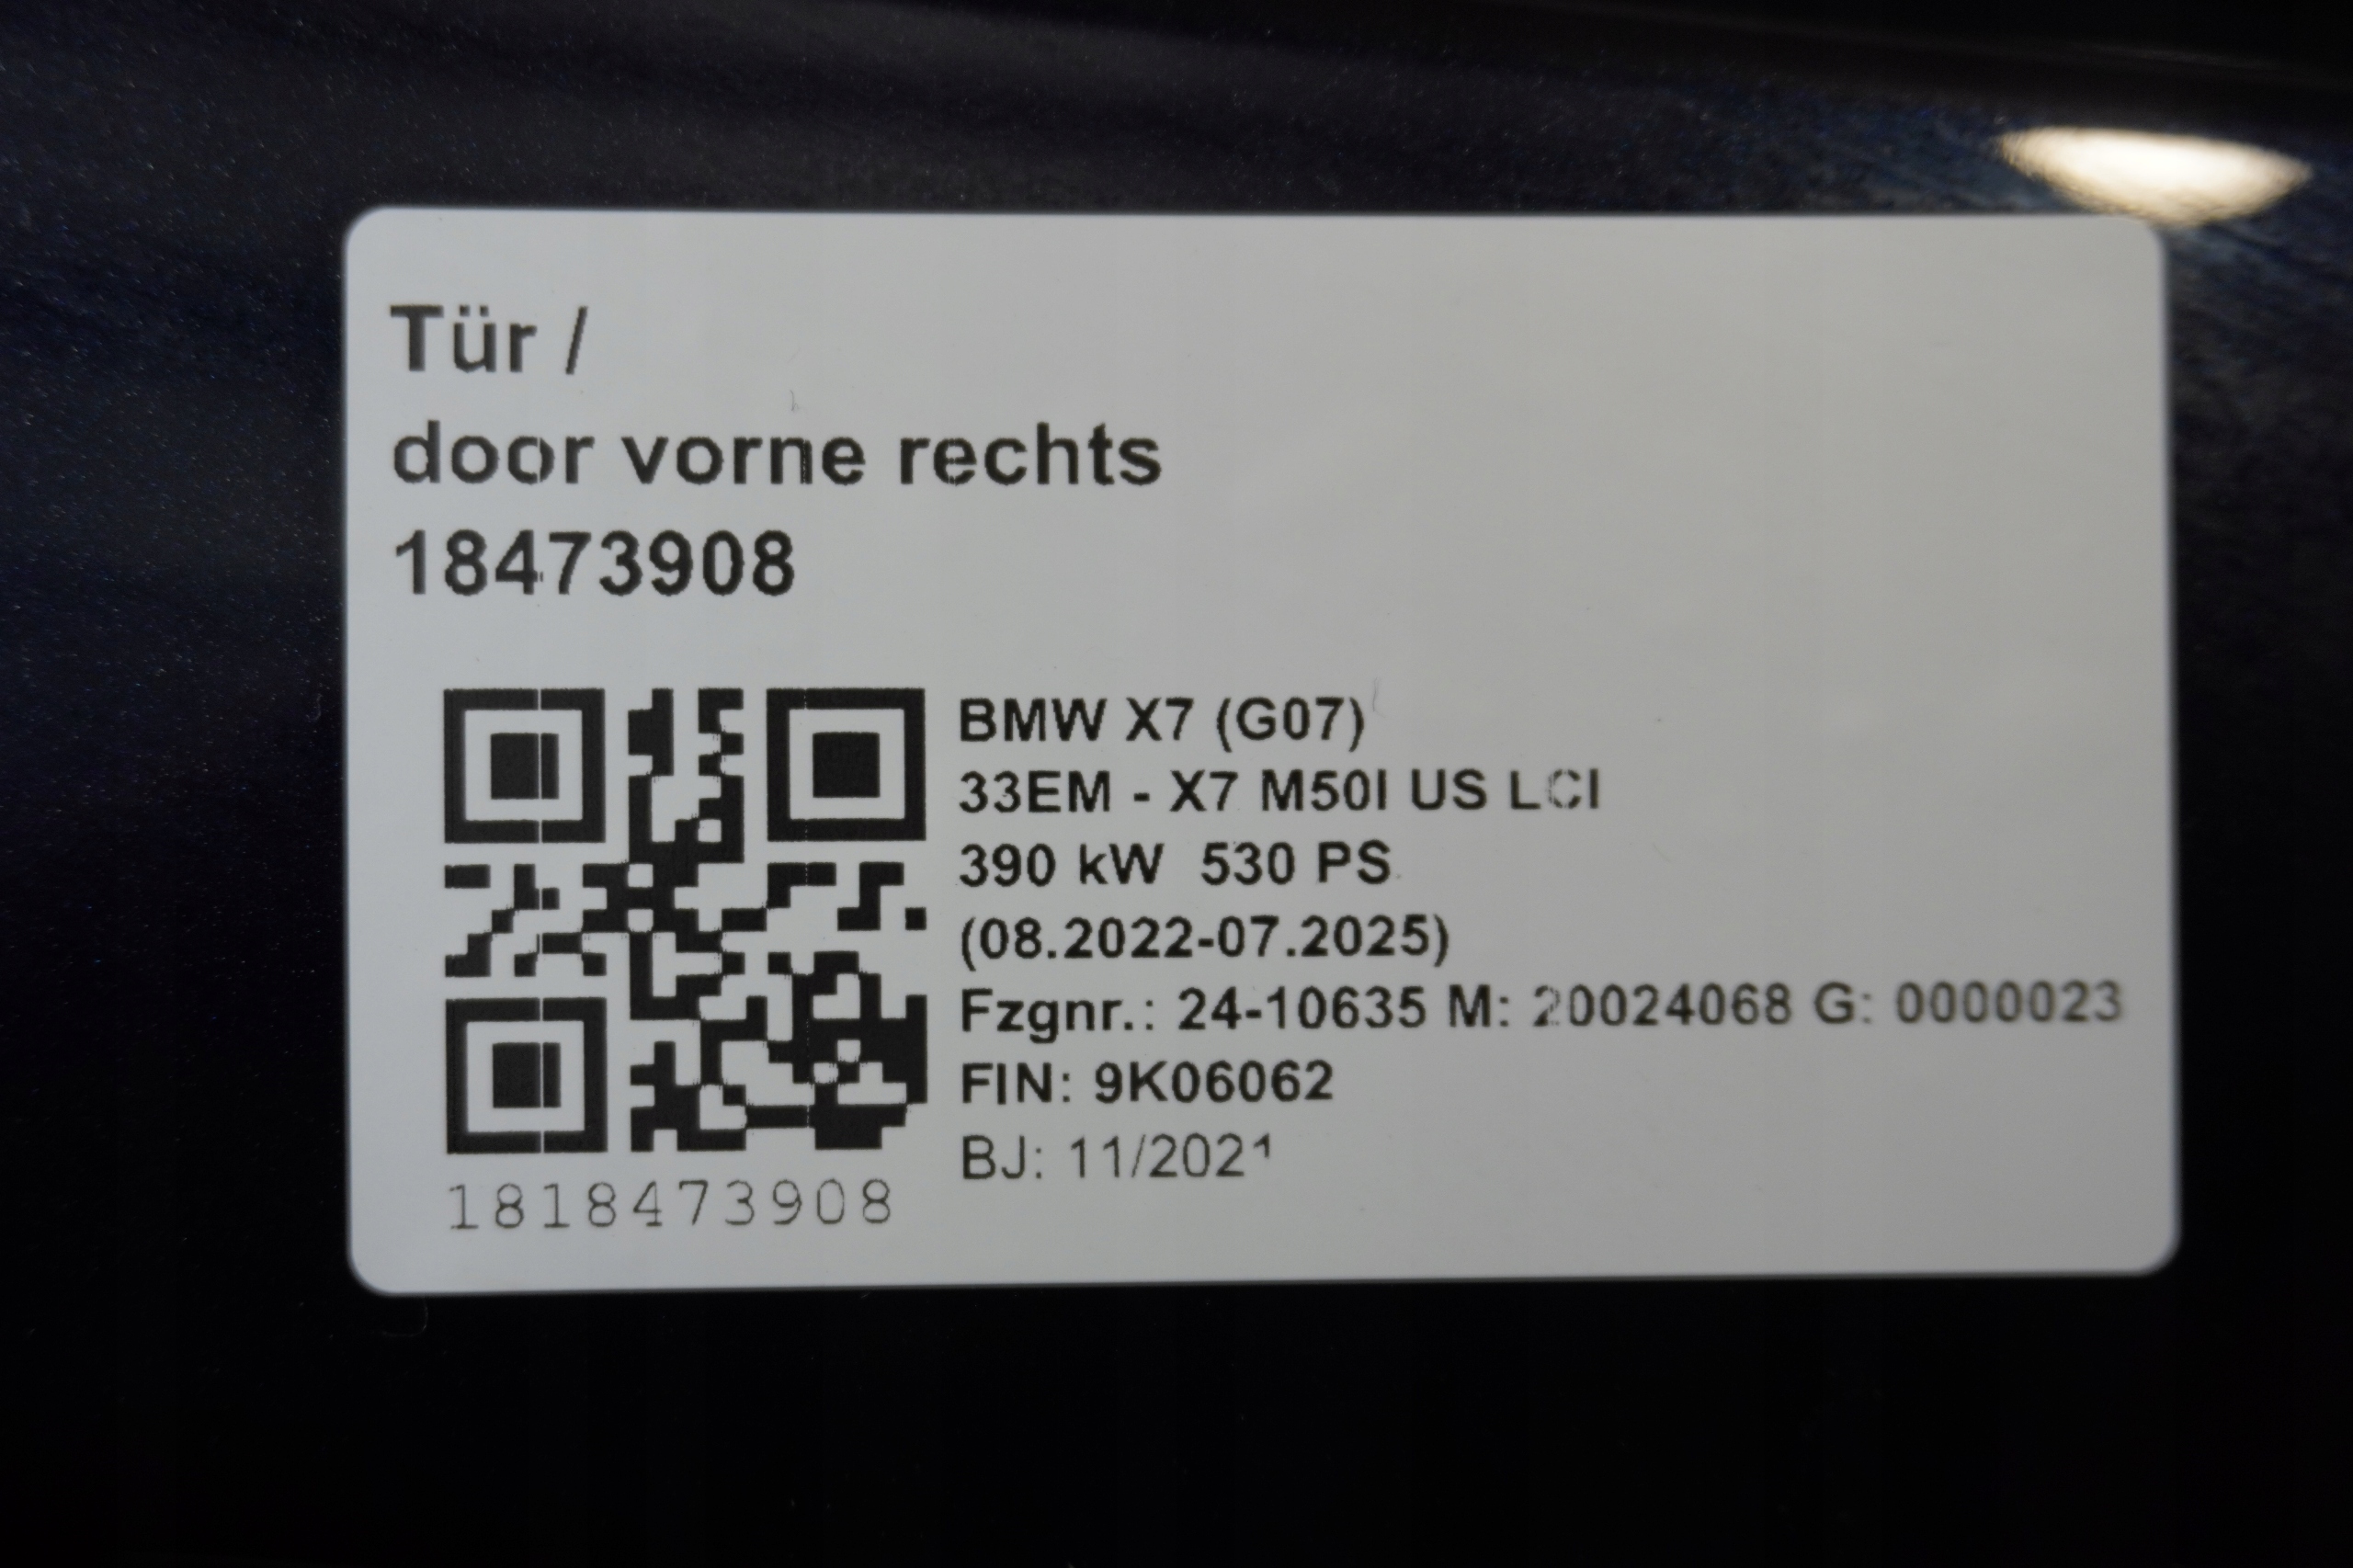 Tür /
door vorne rechts
18473908
BMW X7 (G07)
33EM - X7 M50I US LCI
390 kW 530 PS
(08.2022-07.2025)
Fzgnr.: 24-10635 M: 20024068 G: 0000023
FIN: 9K06062
BJ: 11/2021
1818473908